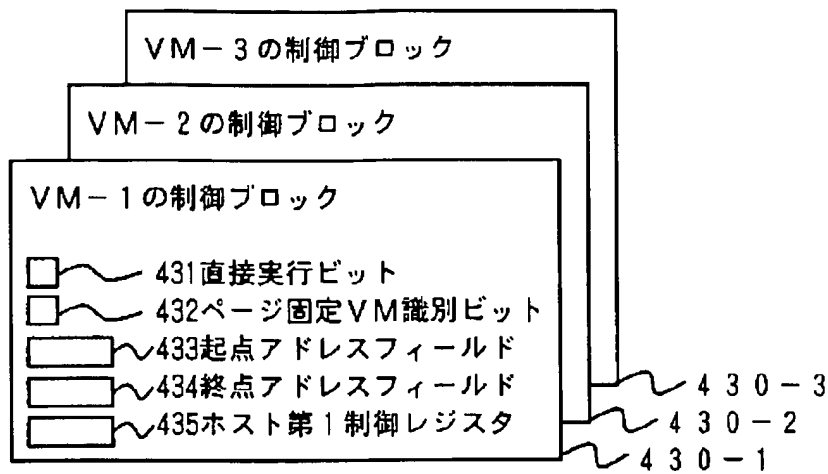 VM-3の制御ブロック
VM-2の制御ブロック
VM-1の制御ブロック
431直接実行ビット
432ページ固定VM識別ビット
433起点アドレスフィールド
434終点アドレスフィールド
435ホスト第1制御レジスタ
430-3
430-2
430-1